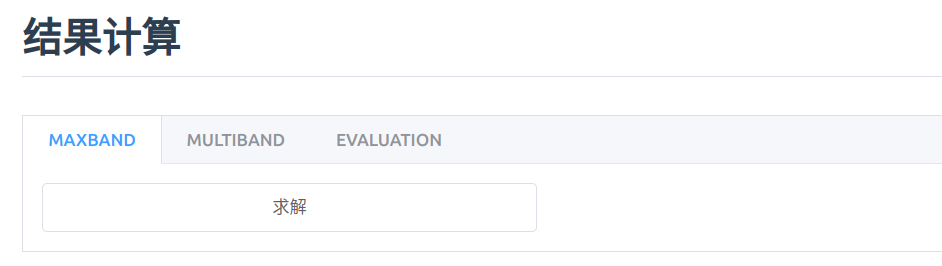 结果计算
MAXBAND MULTIBAND EVALUATION
求解